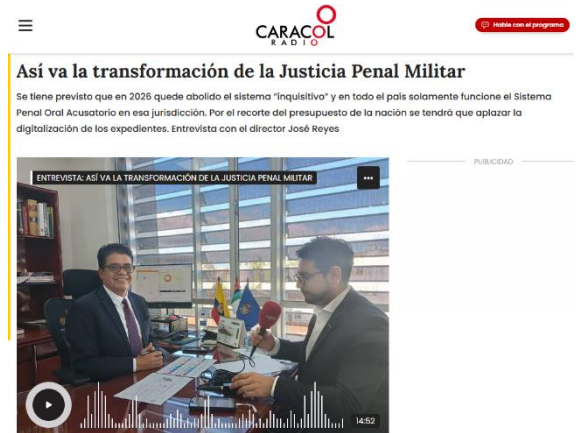 CARACOL
RADIO
Hable con el programa
Así va la transformación de la Justicia Penal Militar
Se tiene previsto que en 2026 quede abolido el sistema "inquisitivo" y en todo el país solamente funcione el Sistema
Penal Oral Acusatorio en esa jurisdicción. Por el recorte del presupuesto de la nación se tendrá que aplazar la
digitalización de los expedientes. Entrevista con el director José Reyes
PUBLICIDAD
ENTREVISTA: ASÍ VA LA TRANSFORMACIÓN DE LA JUSTICIA PENAL MILITAR
14:52